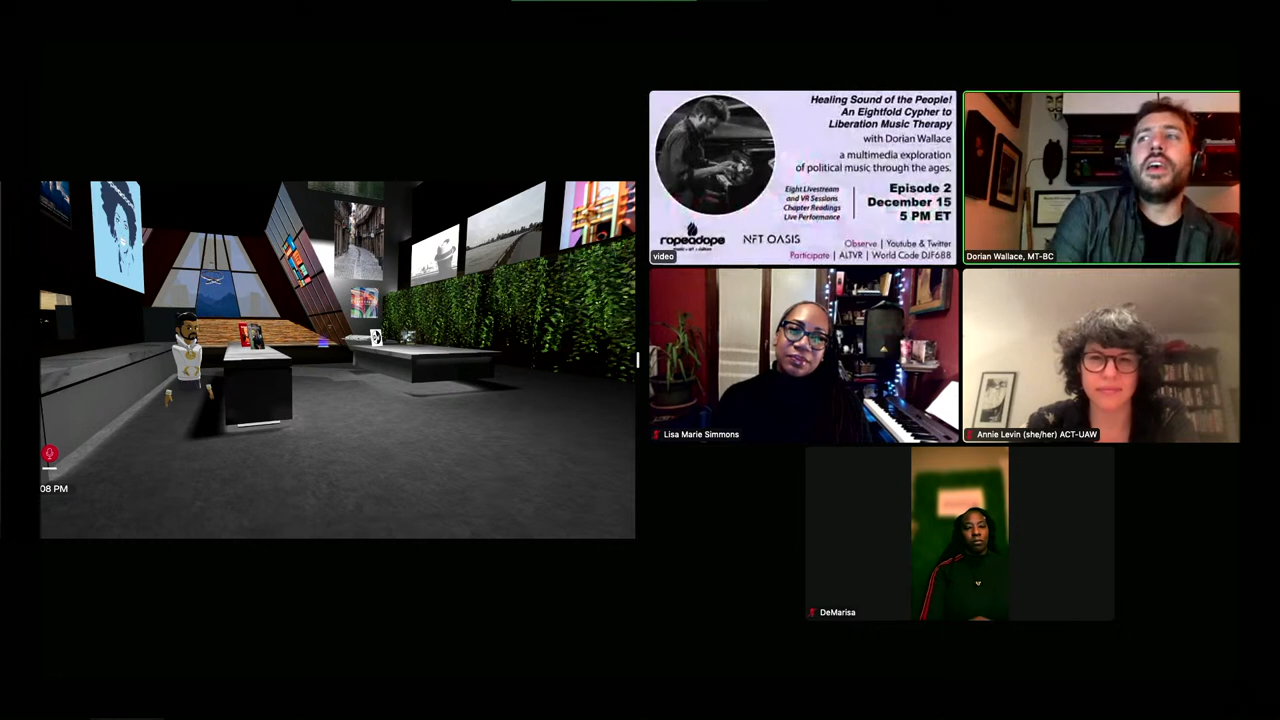 Healing Sound of the People!
An Eightfold Cypher to
Liberation Music Therapy
with Dorian Wallace
a multimedia exploration
of political music through the ages.
Eight Livestream
and VR Sessions
Chapter Readings
Live Performance
Episode 2
December 15
5 PM ET
ropeadope
NFT OASIS
Observe | Youtube & Twitter
Participate | ALTVR | World Code DJF688
video
Dorian Wallace, MT-BC
Lisa Marie Simmons
Annie Levin (she/her) ACT-UAW
08 PM
DeMarisa